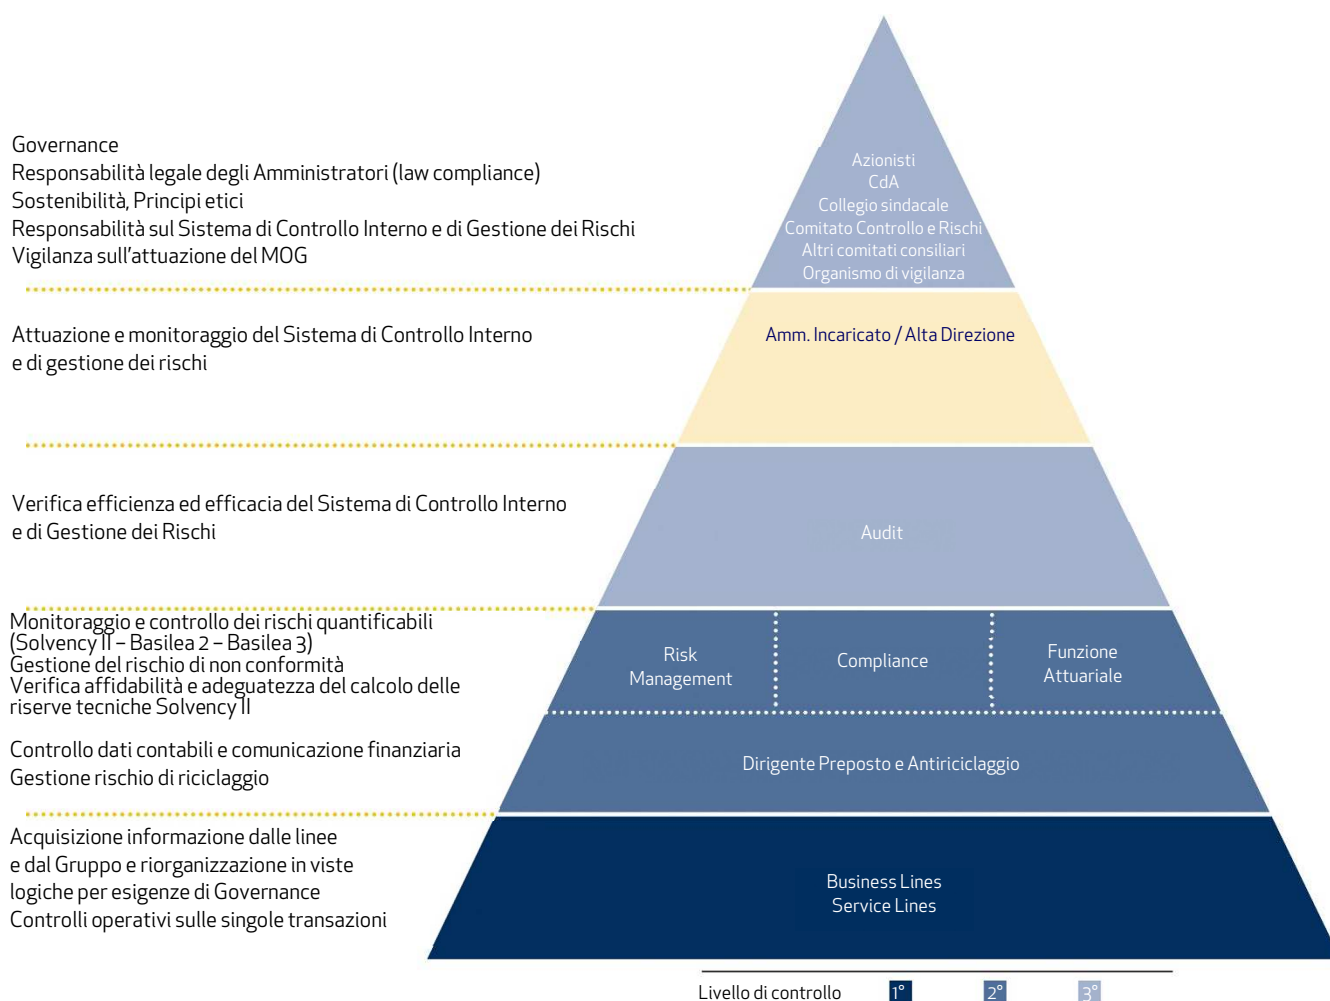 Governance
Responsabilità legale degli Amministratori (law compliance)
Sostenibilità, Principi etici
Responsabilità sul Sistema di Controllo Interno e di Gestione dei Rischi
Vigilanza sull'attuazione del MOG
Azionisti
CdA
Collegio sindacale
Comitato Controllo e Rischi
Altri comitati consiliari
Organismo di vigilanza
Attuazione e monitoraggio del Sistema di Controllo Interno
e di gestione dei rischi
Amm. Incaricato / Alta Direzione
Verifica efficienza ed efficacia del Sistema di Controllo Interno
e di Gestione dei Rischi
Audit
Monitoraggio e controllo dei rischi quantificabili
(Solvency II – Basilea 2 – Basilea 3)
Gestione del rischio di non conformità
Verifica affidabilità e adeguatezza del calcolo delle
riserve tecniche Solvency II
Risk
Management
Compliance
Funzione
Attuariale
Controllo dati contabili e comunicazione finanziaria
Gestione rischio di riciclaggio
Dirigente Preposto e Antiriciclaggio
Acquisizione informazione dalle linee
e dal Gruppo e riorganizzazione in viste
logiche per esigenze di Governance
Controlli operativi sulle singole transazioni
Business Lines
Service Lines
Livello di controllo 1° 2° 3°